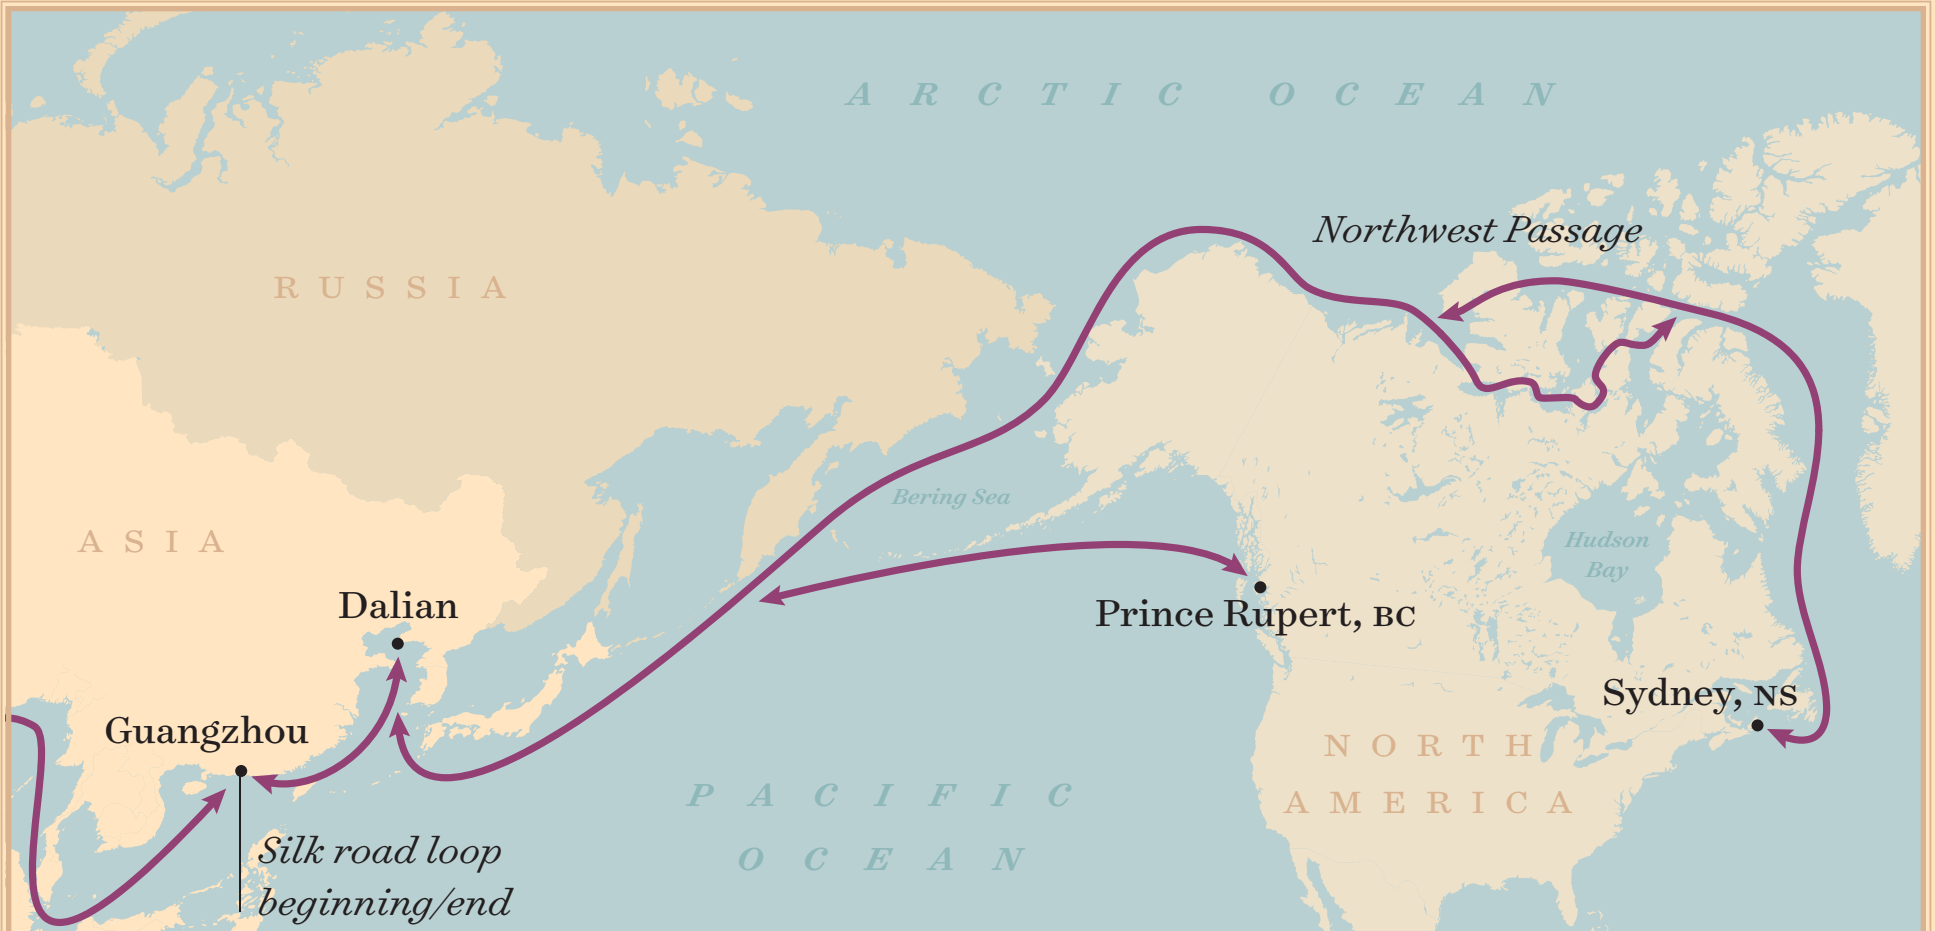 ARCTIC OCEAN
Northwest Passage
RUSSIA
Bering Sea
ASIA
Hudson
Bay
Dalian
Prince Rupert, BC
Sydney, NS
Guangzhou
NORTH
AMERICA
PACIFIC
OCEAN
Silk road loop
beginning/end